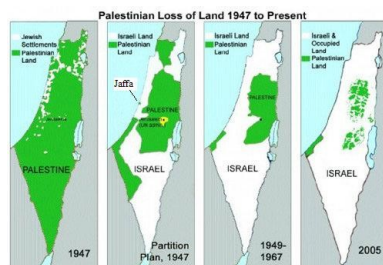 Palestinian Loss of Land 1947 to Present
Jewish
Settlements
Palestinian
Land
PALESTINE
1947
Israeli Land
Palestinian
Land
Jaffa
PALESTINE
ISRAEL
Partition
Plan, 1947
Israeli Land
Palestinian
Land
PALESTINE
ISRAEL
1949-
1967
Israeli &
Occupied
Land
Palestinian
Land
ISRAEL
2005